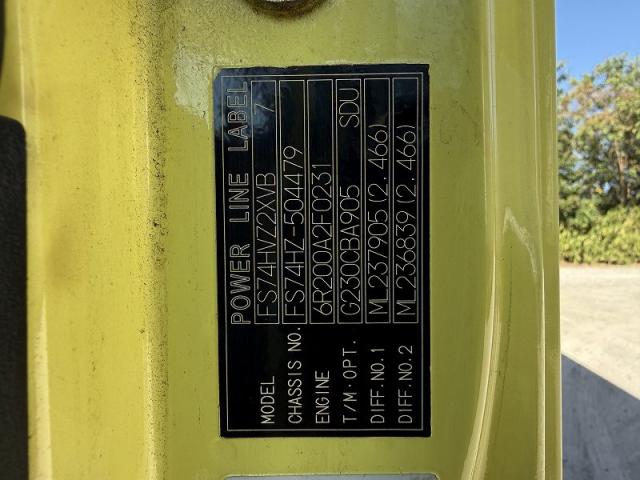 POWER LINE LABEL
MODEL FS74HVZ2XVB 7
CHASSIS NO. FS74HZ-504479
ENGINE 6R200A2F0231
T/M·OPT. G230CBA905 SDU
DIFF.NO.1 ML237905(2.466)
DIFF.NO.2 ML236839(2.466)